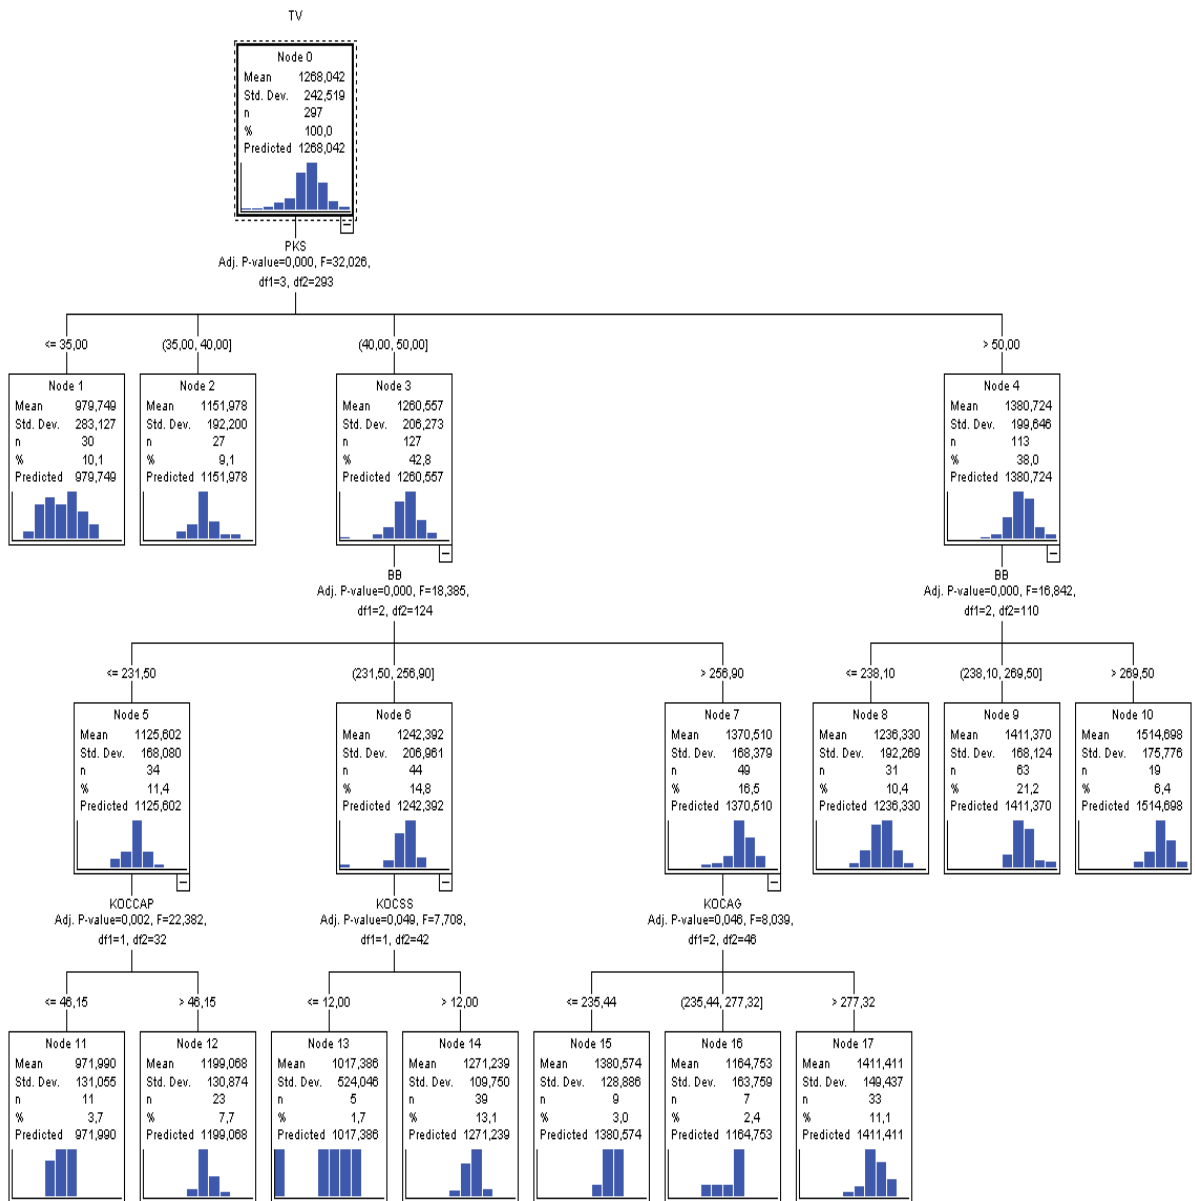 TV
Node 0
Mean 1268,042
Std. Dev. 242,519
n 297
% 100,0
Predicted 1268,042
PKS
Adj. P-value=0,000, F=32,026,
df1=3, df2=293
<= 35,00
(35,00, 40,00]
(40,00, 50,00]
> 50,00
Node 1
Mean 979,749
Std. Dev. 283,127
n 30
% 10,1
Predicted 979,749
Node 2
Mean 1151,978
Std. Dev. 192,200
n 27
% 9,1
Predicted 1151,978
Node 3
Mean 1260,557
Std. Dev. 206,273
n 127
% 42,8
Predicted 1260,557
Node 4
Mean 1380,724
Std. Dev. 199,646
n 113
% 38,0
Predicted 1380,724
BB
Adj. P-value=0,000, F=18,385,
df1=2, df2=124
BB
Adj. P-value=0,000, F=16,842,
df1=2, df2=110
<= 231,50
(231,50, 256,90]
> 256,90
<= 238,10
(238,10, 269,50]
> 269,50
Node 5
Mean 1125,602
Std. Dev. 168,080
n 34
% 11,4
Predicted 1125,602
Node 6
Mean 1242,392
Std. Dev. 206,961
n 44
% 14,8
Predicted 1242,392
Node 7
Mean 1370,510
Std. Dev. 168,379
n 49
% 16,5
Predicted 1370,510
Node 8
Mean 1236,330
Std. Dev. 192,269
n 31
% 10,4
Predicted 1236,330
Node 9
Mean 1411,370
Std. Dev. 168,124
n 63
% 21,2
Predicted 1411,370
Node 10
Mean 1514,698
Std. Dev. 175,776
n 19
% 6,4
Predicted 1514,698
KOCCAP
Adj. P-value=0,002, F=22,382,
df1=1, df2=32
KOCSS
Adj. P-value=0,049, F=7,708,
df1=1, df2=42
KOCAG
Adj. P-value=0,046, F=8,039,
df1=2, df2=46
<= 46,15
> 46,15
<= 12,00
> 12,00
<= 235,44
(235,44, 277,32]
> 277,32
Node 11
Mean 971,990
Std. Dev. 131,055
n 11
% 3,7
Predicted 971,990
Node 12
Mean 1199,068
Std. Dev. 130,874
n 23
% 7,7
Predicted 1199,068
Node 13
Mean 1017,386
Std. Dev. 524,046
n 5
% 1,7
Predicted 1017,386
Node 14
Mean 1271,239
Std. Dev. 109,750
n 39
% 13,1
Predicted 1271,239
Node 15
Mean 1380,574
Std. Dev. 128,886
n 9
% 3,0
Predicted 1380,574
Node 16
Mean 1164,753
Std. Dev. 163,759
n 7
% 2,4
Predicted 1164,753
Node 17
Mean 1411,411
Std. Dev. 149,437
n 33
% 11,1
Predicted 1411,411